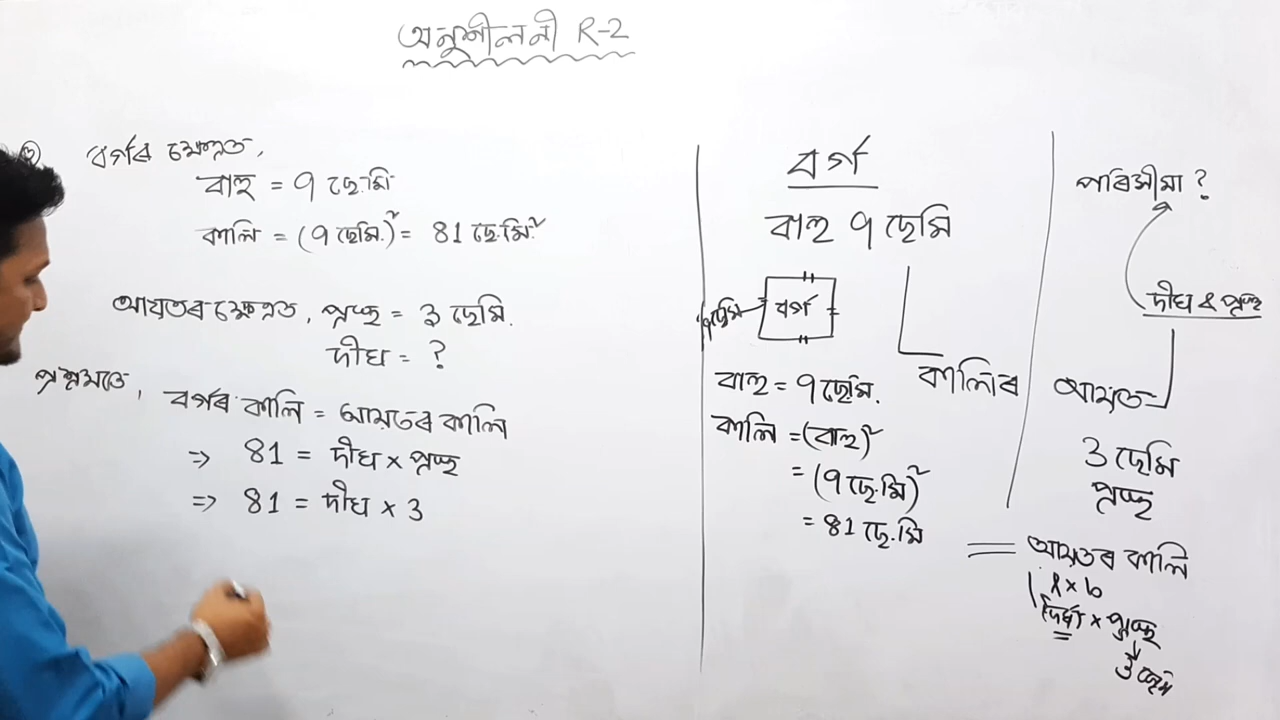 অনুশীলনী R-2
বৰ্গৰ ক্ষেত্ৰত,
বাহু = 9 ছে.মি
কালি = (9 ছেমি.)² = 81 ছে.মি.²
আয়তৰ ক্ষেত্ৰত, প্ৰস্থ = 3 ছেমি.
দীঘ = ?
প্ৰশ্নমতে,
বৰ্গৰ কালি = আয়তৰ কালি
⇒ 81 = দীঘ × প্ৰস্থ
⇒ 81 = দীঘ × 3
বৰ্গ
বাহু 9 ছেমি
বৰ্গ
9 ছেমি
কালিৰ
বাহু = 9 ছেমি.
কালি = (বাহু)²
= (9 ছে.মি)²
= 81 ছে.মি
পৰিসীমা ?
দীঘ & প্ৰস্থ
আয়ত
3 ছেমি
প্ৰস্থ
= আয়তৰ কালি
l × b
× প্ৰস্থ
3 ছেমি